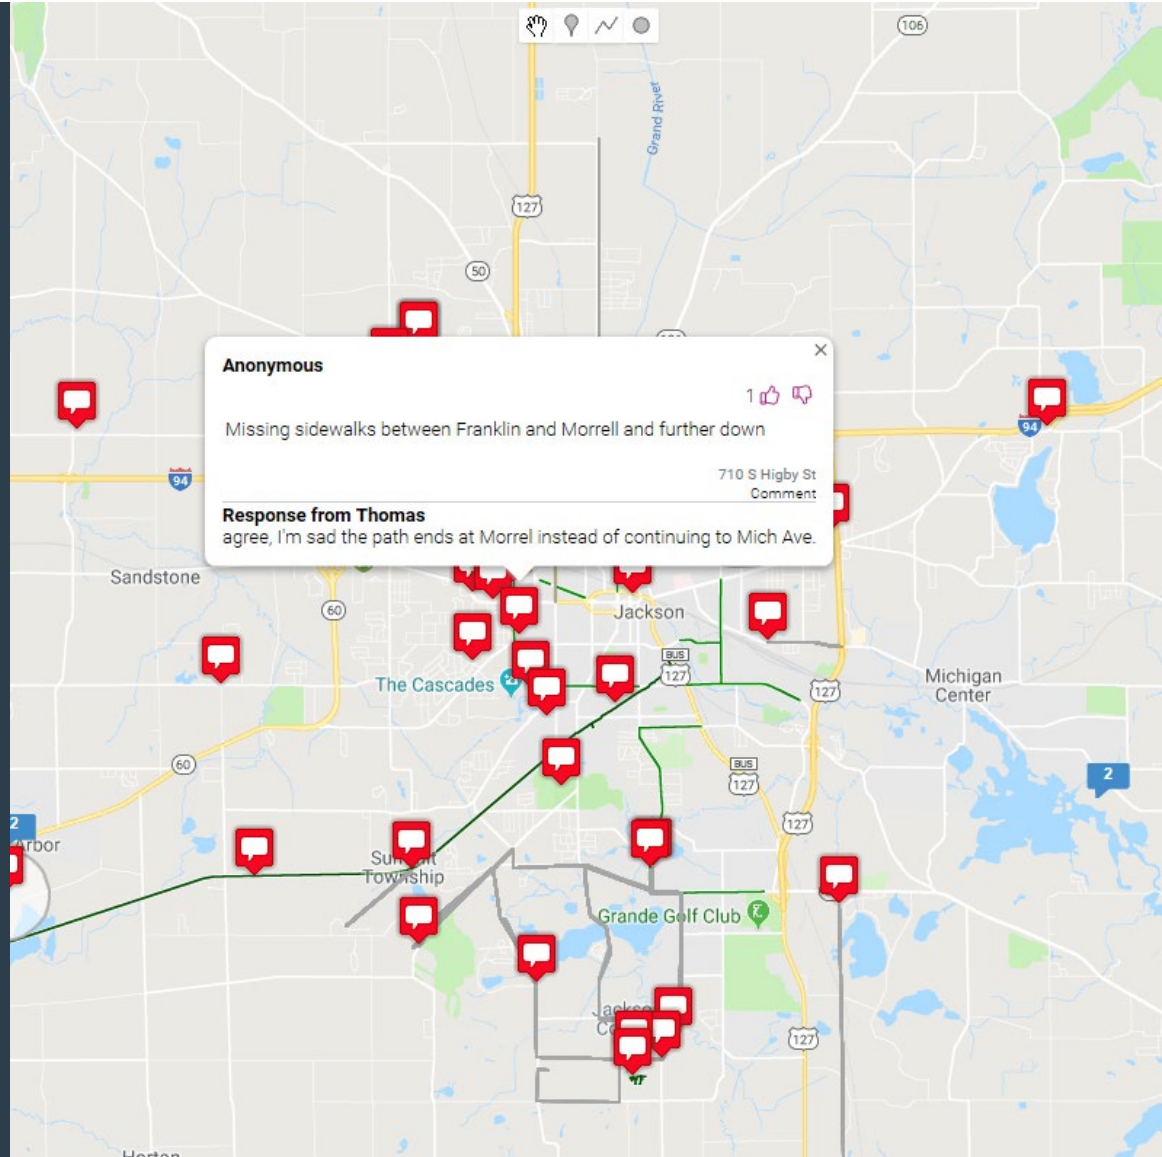 106
Grand River
127
50
Anonymous
1
Missing sidewalks between Franklin and Morrell and further down
710 S Higby St
Comment
Response from Thomas
agree, I'm sad the path ends at Morrel instead of continuing to Mich Ave.
94
94
Sandstone
60
Jackson
BUS
127
The Cascades
127
Michigan
Center
60
BUS
127
2
127
2
Arbor
Township
Grande Golf Club
127